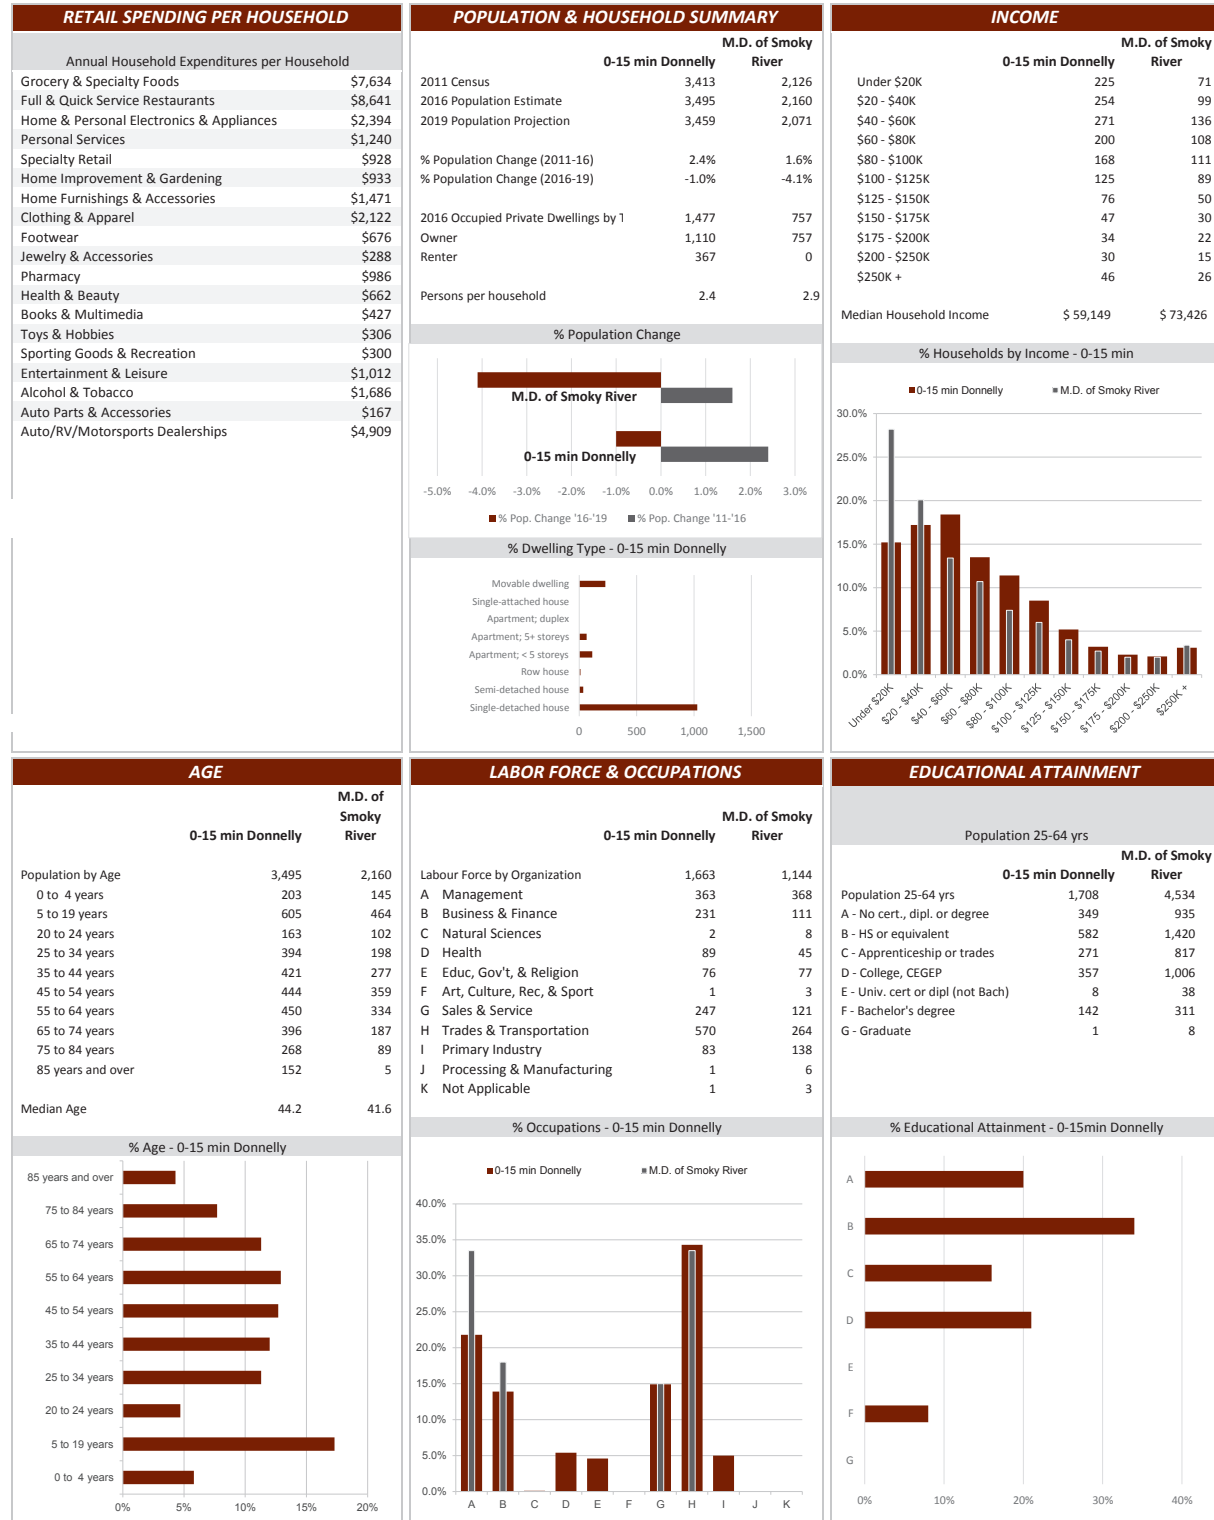 RETAIL SPENDING PER HOUSEHOLD
Annual Household Expenditures per Household
Grocery & Specialty Foods $7,634
Full & Quick Service Restaurants $8,641
Home & Personal Electronics & Appliances $2,394
Personal Services $1,240
Specialty Retail $928
Home Improvement & Gardening $933
Home Furnishings & Accessories $1,471
Clothing & Apparel $2,122
Footwear $676
Jewelry & Accessories $288
Pharmacy $986
Health & Beauty $662
Books & Multimedia $427
Toys & Hobbies $306
Sporting Goods & Recreation $300
Entertainment & Leisure $1,012
Alcohol & Tobacco $1,686
Auto Parts & Accessories $167
Auto/RV/Motorsports Dealerships $4,909
POPULATION & HOUSEHOLD SUMMARY
M.D. of Smoky
0-15 min Donnelly River
2011 Census 3,413 2,126
2016 Population Estimate 3,495 2,160
2019 Population Projection 3,459 2,071
% Population Change (2011-16) 2.4% 1.6%
% Population Change (2016-19) -1.0% -4.1%
2016 Occupied Private Dwellings by T 1,477 757
Owner 1,110 757
Renter 367 0
Persons per household 2.4 2.9
% Population Change
M.D. of Smoky River
0-15 min Donnelly
-5.0% -4.0% -3.0% -2.0% -1.0% 0.0% 1.0% 2.0% 3.0%
% Pop. Change '16-'19 % Pop. Change '11-'16
% Dwelling Type - 0-15 min Donnelly
Movable dwelling
Single-attached house
Apartment; duplex
Apartment; 5+ storeys
Apartment; < 5 storeys
Row house
Semi-detached house
Single-detached house
0 500 1,000 1,500
INCOME
M.D. of Smoky
0-15 min Donnelly River
Under $20K 225 71
$20 - $40K 254 99
$40 - $60K 271 136
$60 - $80K 200 108
$80 - $100K 168 111
$100 - $125K 125 89
$125 - $150K 76 50
$150 - $175K 47 30
$175 - $200K 34 22
$200 - $250K 30 15
$250K + 46 26
Median Household Income $ 59,149 $ 73,426
% Households by Income - 0-15 min
0-15 min Donnelly M.D. of Smoky River
30.0%
25.0%
20.0%
15.0%
10.0%
5.0%
0.0%
Under $20K $20 - $40K $40 - $60K $60 - $80K $80 - $100K $100 - $125K $125 - $150K $150 - $175K $175 - $200K $200 - $250K $250K +
AGE
M.D. of
Smoky
0-15 min Donnelly River
Population by Age 3,495 2,160
0 to 4 years 203 145
5 to 19 years 605 464
20 to 24 years 163 102
25 to 34 years 394 198
35 to 44 years 421 277
45 to 54 years 444 359
55 to 64 years 450 334
65 to 74 years 396 187
75 to 84 years 268 89
85 years and over 152 5
Median Age 44.2 41.6
% Age - 0-15 min Donnelly
85 years and over
75 to 84 years
65 to 74 years
55 to 64 years
45 to 54 years
35 to 44 years
25 to 34 years
20 to 24 years
5 to 19 years
0 to 4 years
0% 5% 10% 15% 20%
LABOR FORCE & OCCUPATIONS
M.D. of Smoky
0-15 min Donnelly River
Labour Force by Organization 1,663 1,144
A Management 363 368
B Business & Finance 231 111
C Natural Sciences 2 8
D Health 89 45
E Educ, Gov't, & Religion 76 77
F Art, Culture, Rec, & Sport 1 3
G Sales & Service 247 121
H Trades & Transportation 570 264
I Primary Industry 83 138
J Processing & Manufacturing 1 6
K Not Applicable 1 3
% Occupations - 0-15 min Donnelly
0-15 min Donnelly M.D. of Smoky River
40.0%
35.0%
30.0%
25.0%
20.0%
15.0%
10.0%
5.0%
0.0%
A B C D E F G H I J K
EDUCATIONAL ATTAINMENT
Population 25-64 yrs
M.D. of Smoky
0-15 min Donnelly River
Population 25-64 yrs 1,708 4,534
A - No cert., dipl. or degree 349 935
B - HS or equivalent 582 1,420
C - Apprenticeship or trades 271 817
D - College, CEGEP 357 1,006
E - Univ. cert or dipl (not Bach) 8 38
F - Bachelor's degree 142 311
G - Graduate 1 8
% Educational Attainment - 0-15min Donnelly
A
B
C
D
E
F
G
0% 10% 20% 30% 40%